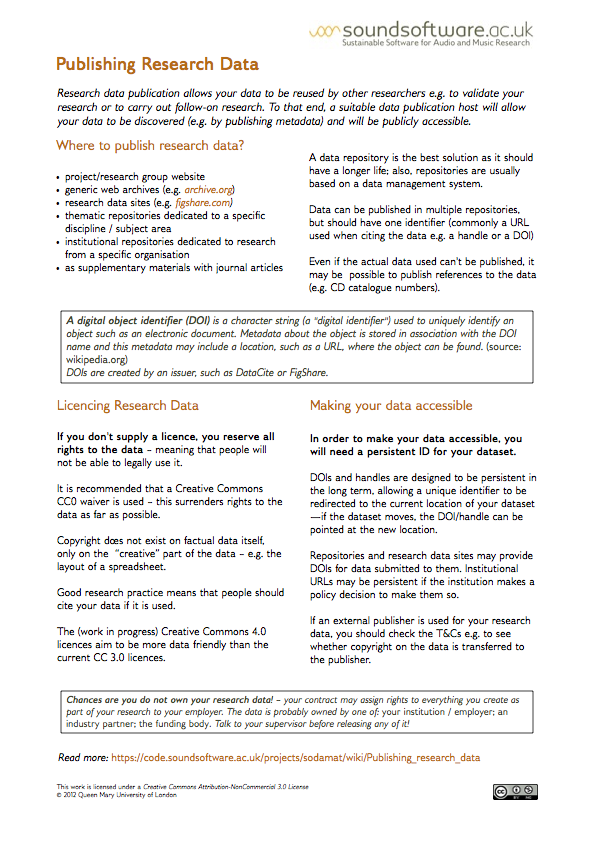 soundsoftware.ac.uk
Sustainable Software for Audio and Music Research
Publishing Research Data
Research data publication allows your data to be reused by other researchers e.g. to validate your
research or to carry out follow-on research. To that end, a suitable data publication host will allow
your data to be discovered (e.g. by publishing metadata) and will be publicly accessible.
Where to publish research data?
• project/research group website
• generic web archives (e.g. archive.org)
• research data sites (e.g. figshare.com)
• thematic repositories dedicated to a specific
discipline / subject area
• institutional repositories dedicated to research
from a specific organisation
• as supplementary materials with journal articles
A data repository is the best solution as it should
have a longer life; also, repositories are usually
based on a data management system.
Data can be published in multiple repositories,
but should have one identifier (commonly a URL
used when citing the data e.g. a handle or a DOI)
Even if the actual data used can't be published, it
may be possible to publish references to the data
(e.g. CD catalogue numbers).
A digital object identifier (DOI) is a character string (a "digital identifier") used to uniquely identify an
object such as an electronic document. Metadata about the object is stored in association with the DOI
name and this metadata may include a location, such as a URL, where the object can be found. (source:
wikipedia.org)
DOIs are created by an issuer, such as DataCite or FigShare.
Licencing Research Data
If you don't supply a licence, you reserve all
rights to the data – meaning that people will
not be able to legally use it.
It is recommended that a Creative Commons
CC0 waiver is used – this surrenders rights to the
data as far as possible.
Copyright does not exist on factual data itself,
only on the "creative" part of the data – e.g. the
layout of a spreadsheet.
Good research practice means that people should
cite your data if it is used.
The (work in progress) Creative Commons 4.0
licences aim to be more data friendly than the
current CC 3.0 licences.
Making your data accessible
In order to make your data accessible, you
will need a persistent ID for your dataset.
DOIs and handles are designed to be persistent in
the long term, allowing a unique identifier to be
redirected to the current location of your dataset
—if the dataset moves, the DOI/handle can be
pointed at the new location.
Repositories and research data sites may provide
DOIs for data submitted to them. Institutional
URLs may be persistent if the institution makes a
policy decision to make them so.
If an external publisher is used for your research
data, you should check the T&Cs e.g. to see
whether copyright on the data is transferred to
the publisher.
Chances are you do not own your research data! – your contract may assign rights to everything you create as
part of your research to your employer. The data is probably owned by one of: your institution / employer; an
industry partner; the funding body. Talk to your supervisor before releasing any of it!
Read more: https://code.soundsoftware.ac.uk/projects/sodamat/wiki/Publishing_research_data
This work is licensed under a Creative Commons Attribution-NonCommercial 3.0 License
© 2012 Queen Mary University of London
cc
BY NC